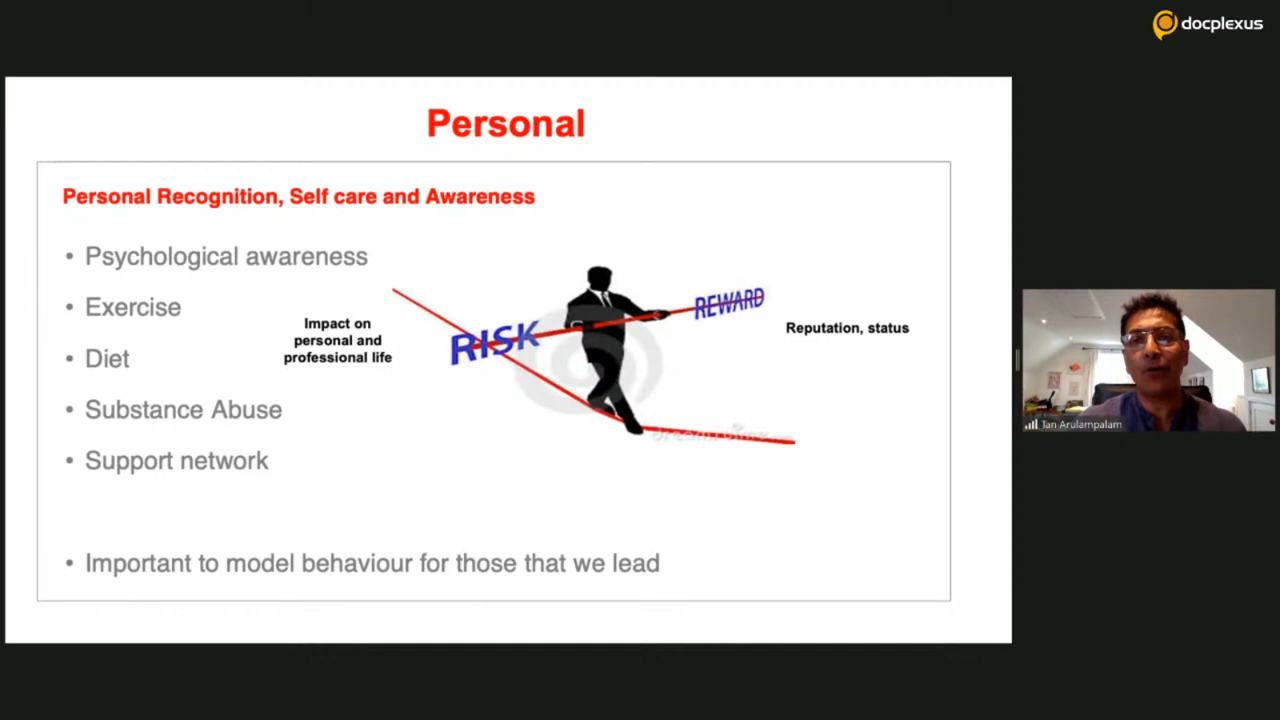 docplexus
Personal
Personal Recognition, Self care and Awareness
• Psychological awareness
• Exercise
• Diet
• Substance Abuse
• Support network
• Important to model behaviour for those that we lead
Impact on
personal and
professional life
RISK
REWARD
Reputation, status
Tan Arulampalam